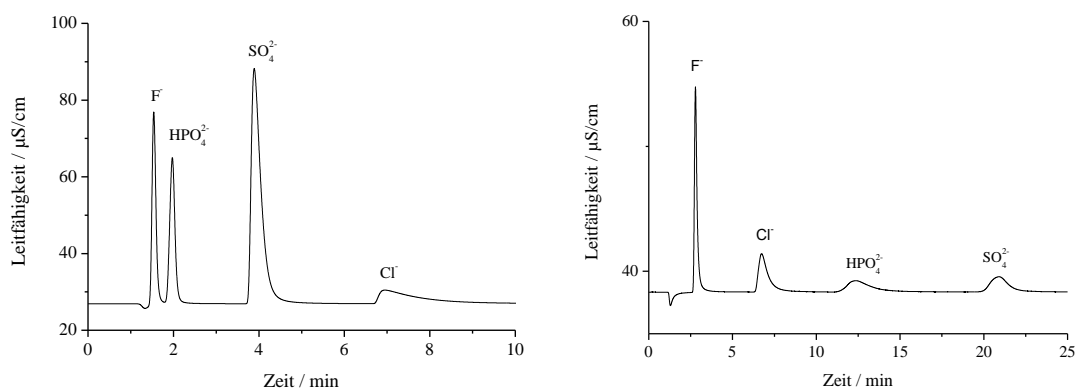 100
80
60
40
20
Leitfähigkeit / µS/cm
F⁻
HPO₄²⁻
SO₄²⁻
Cl⁻
0 2 4 6 8 10
Zeit / min
60
40
Leitfähigkeit / µS/cm
F⁻
Cl⁻
HPO₄²⁻
SO₄²⁻
0 5 10 15 20 25
Zeit / min